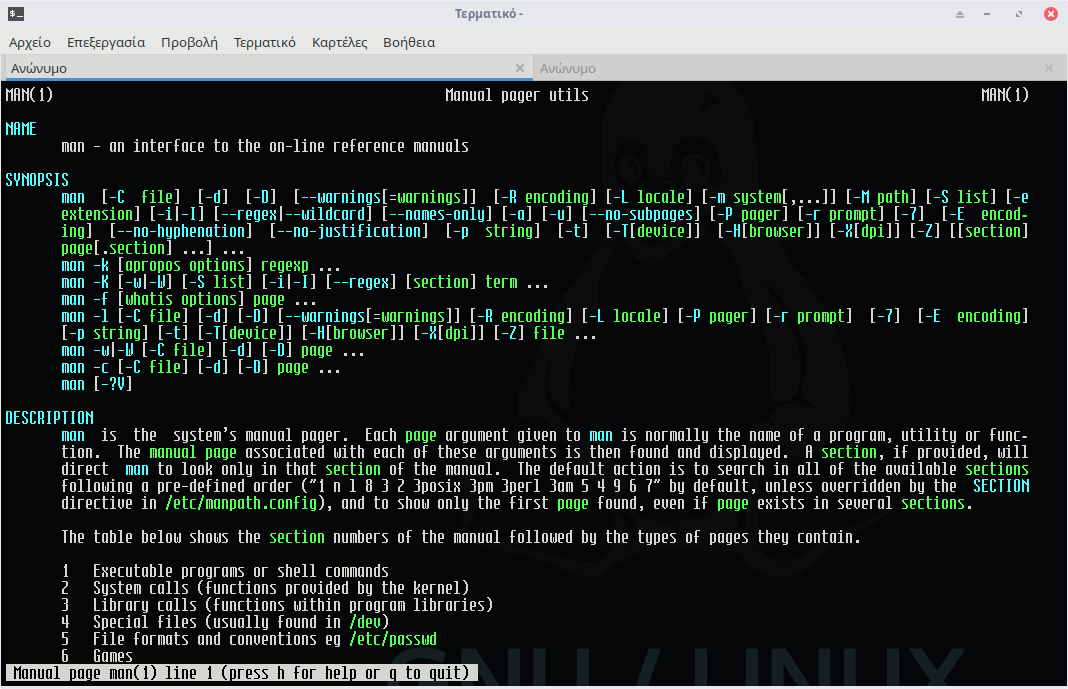 Τερματικό -
Αρχείο Επεξεργασία Προβολή Τερματικό Καρτέλες Βοήθεια
Ανώνυμο Ανώνυμο
MAN(1) Manual pager utils MAN(1)
NAME
man - an interface to the on-line reference manuals
SYNOPSIS
man [-C file] [-d] [-D] [--warnings[=warnings]] [-R encoding] [-L locale] [-m system[,...]] [-M path] [-S list] [-e
extension] [-i|-I] [--regex|--wildcard] [--names-only] [-a] [-u] [--no-subpages] [-P pager] [-r prompt] [-7] [-E encod-
ing] [--no-hyphenation] [--no-justification] [-p string] [-t] [-T[device]] [-H[browser]] [-X[dpi]] [-Z] [[section]
page[.section] ...] ...
man -k [apropos options] regexp ...
man -K [-w|-W] [-S list] [-i|-I] [--regex] [section] term ...
man -f [whatis options] page ...
man -l [-C file] [-d] [-D] [--warnings[=warnings]] [-R encoding] [-L locale] [-P pager] [-r prompt] [-7] [-E encoding]
[-p string] [-t] [-T[device]] [-H[browser]] [-X[dpi]] [-Z] file ...
man -w|-W [-C file] [-d] [-D] page ...
man -c [-C file] [-d] [-D] page ...
man [-?V]
DESCRIPTION
man is the system's manual pager. Each page argument given to man is normally the name of a program, utility or func-
tion. The manual page associated with each of these arguments is then found and displayed. A section, if provided, will
direct man to look only in that section of the manual. The default action is to search in all of the available sections
following a pre-defined order ("1 n l 8 3 2 3posix 3pm 3perl 3am 5 4 9 6 7" by default, unless overridden by the SECTION
directive in /etc/manpath.config), and to show only the first page found, even if page exists in several sections.
The table below shows the section numbers of the manual followed by the types of pages they contain.
1 Executable programs or shell commands
2 System calls (functions provided by the kernel)
3 Library calls (functions within program libraries)
4 Special files (usually found in /dev)
5 File formats and conventions eg /etc/passwd
6 Games
Manual page man(1) line 1 (press h for help or q to quit)
GNU / LINUX